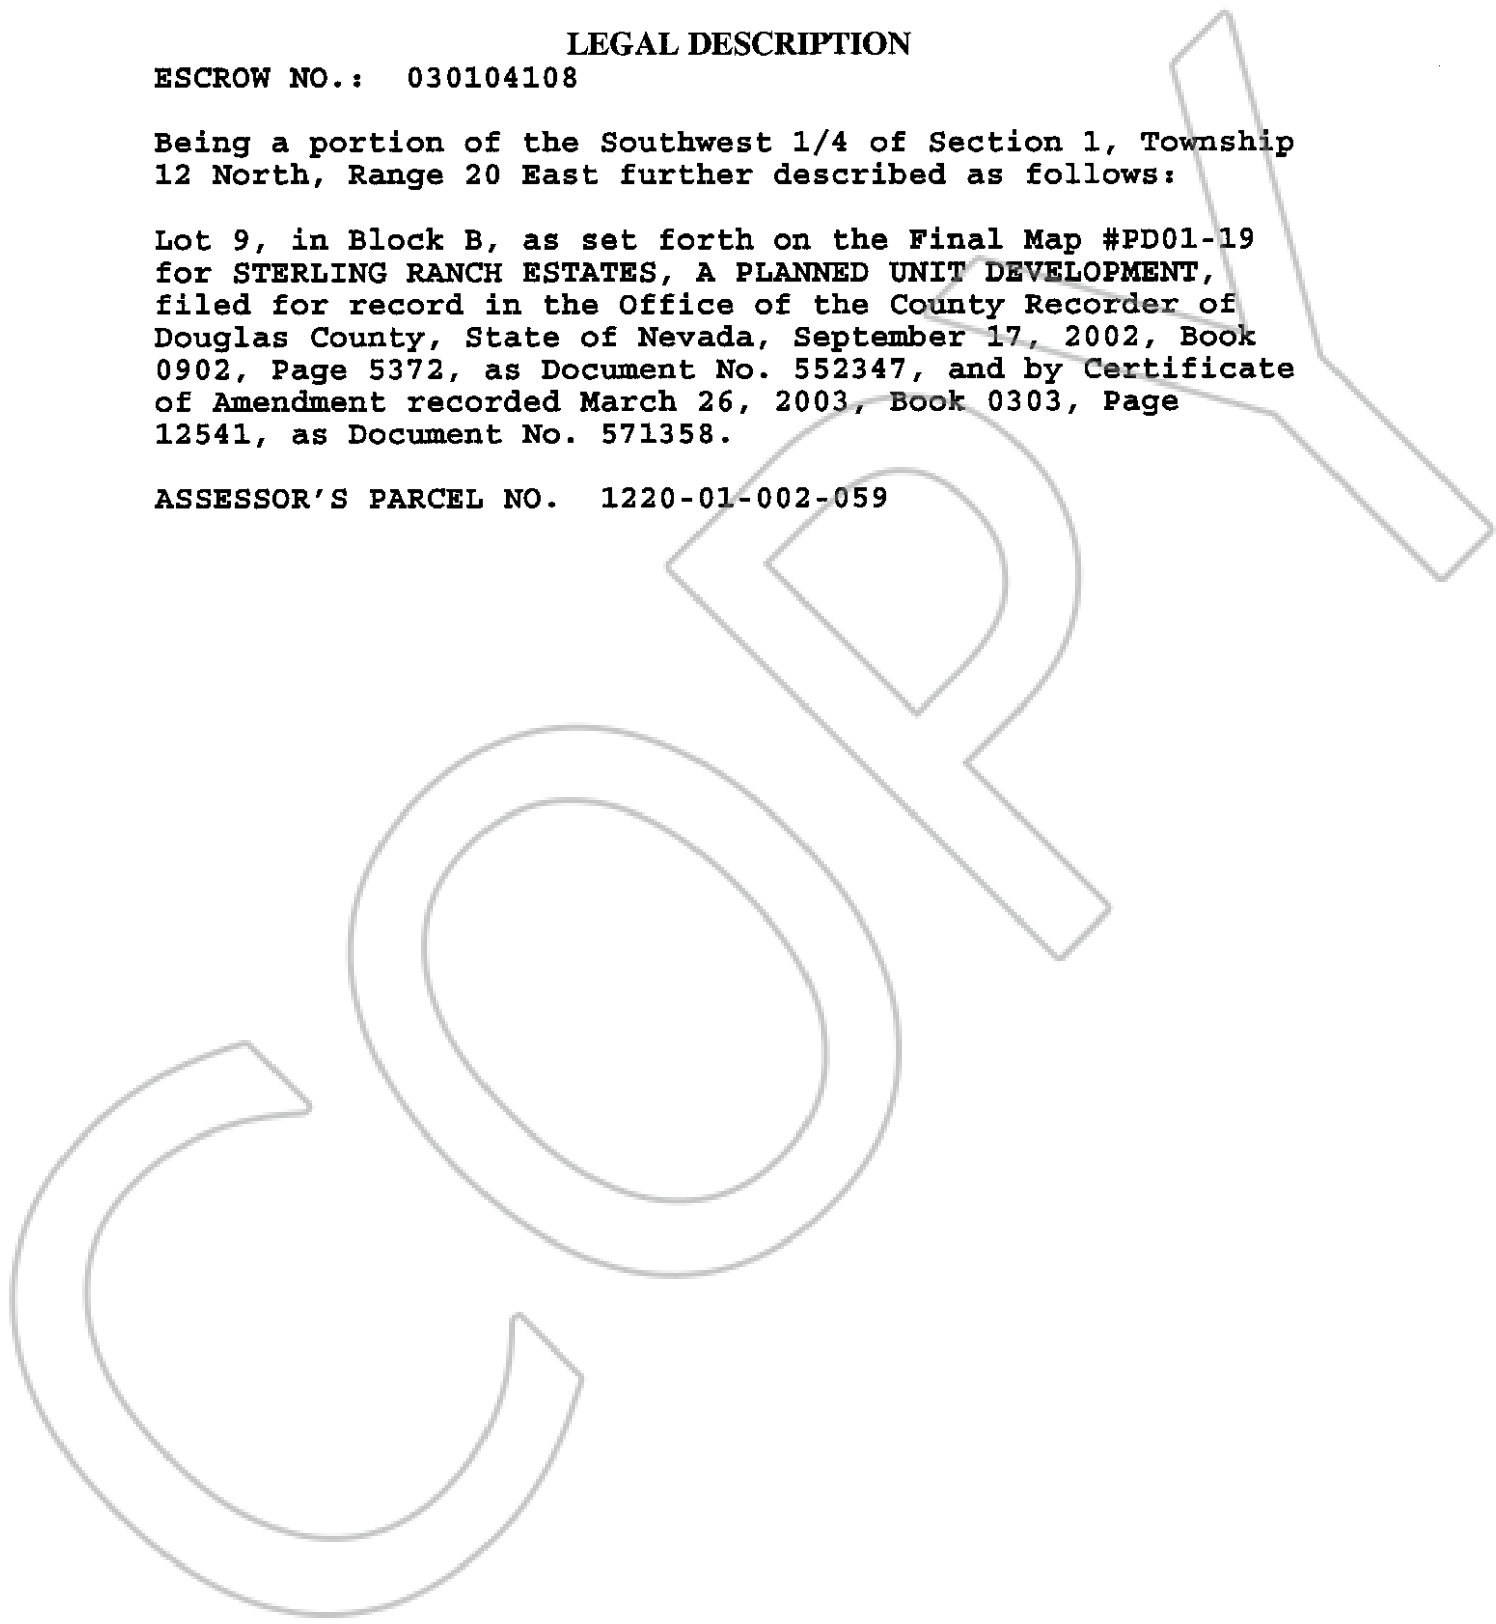 LEGAL DESCRIPTION
ESCROW NO.: 030104108
Being a portion of the Southwest 1/4 of Section 1, Township
12 North, Range 20 East further described as follows:
Lot 9, in Block B, as set forth on the Final Map #PD01-19
for STERLING RANCH ESTATES, A PLANNED UNIT DEVELOPMENT,
filed for record in the Office of the County Recorder of
Douglas County, State of Nevada, September 17, 2002, Book
0902, Page 5372, as Document No. 552347, and by Certificate
of Amendment recorded March 26, 2003, Book 0303, Page
12541, as Document No. 571358.
ASSESSOR'S PARCEL NO. 1220-01-002-059
COPY